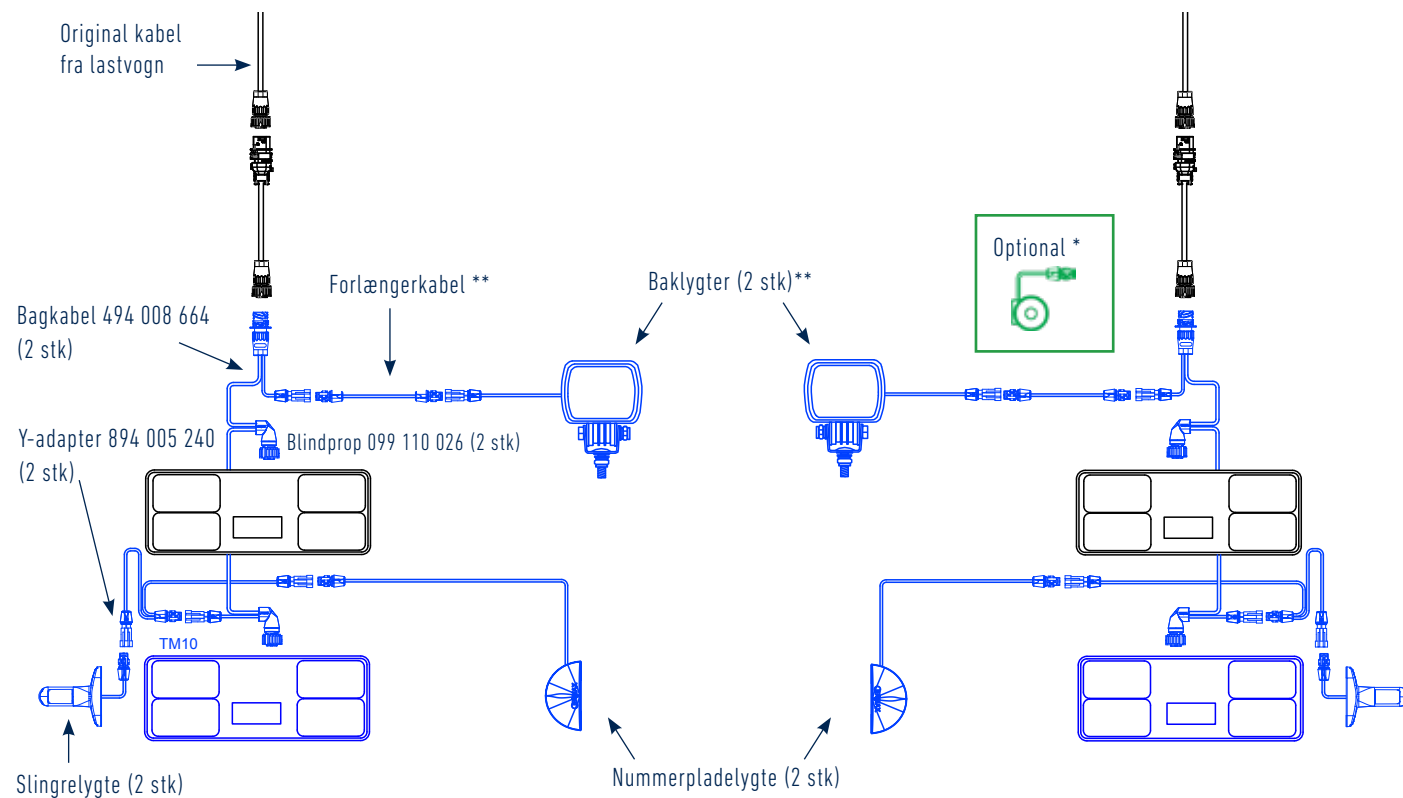 Original kabel
fra lastvogn
Optional *
Forlængerkabel **
Baklygter (2 stk)**
Bagkabel 494 008 664
(2 stk)
Y-adapter 894 005 240
(2 stk)
Blindprop 099 110 026 (2 stk)
TM10
Slingrelygte (2 stk)
Nummerpladelygte (2 stk)